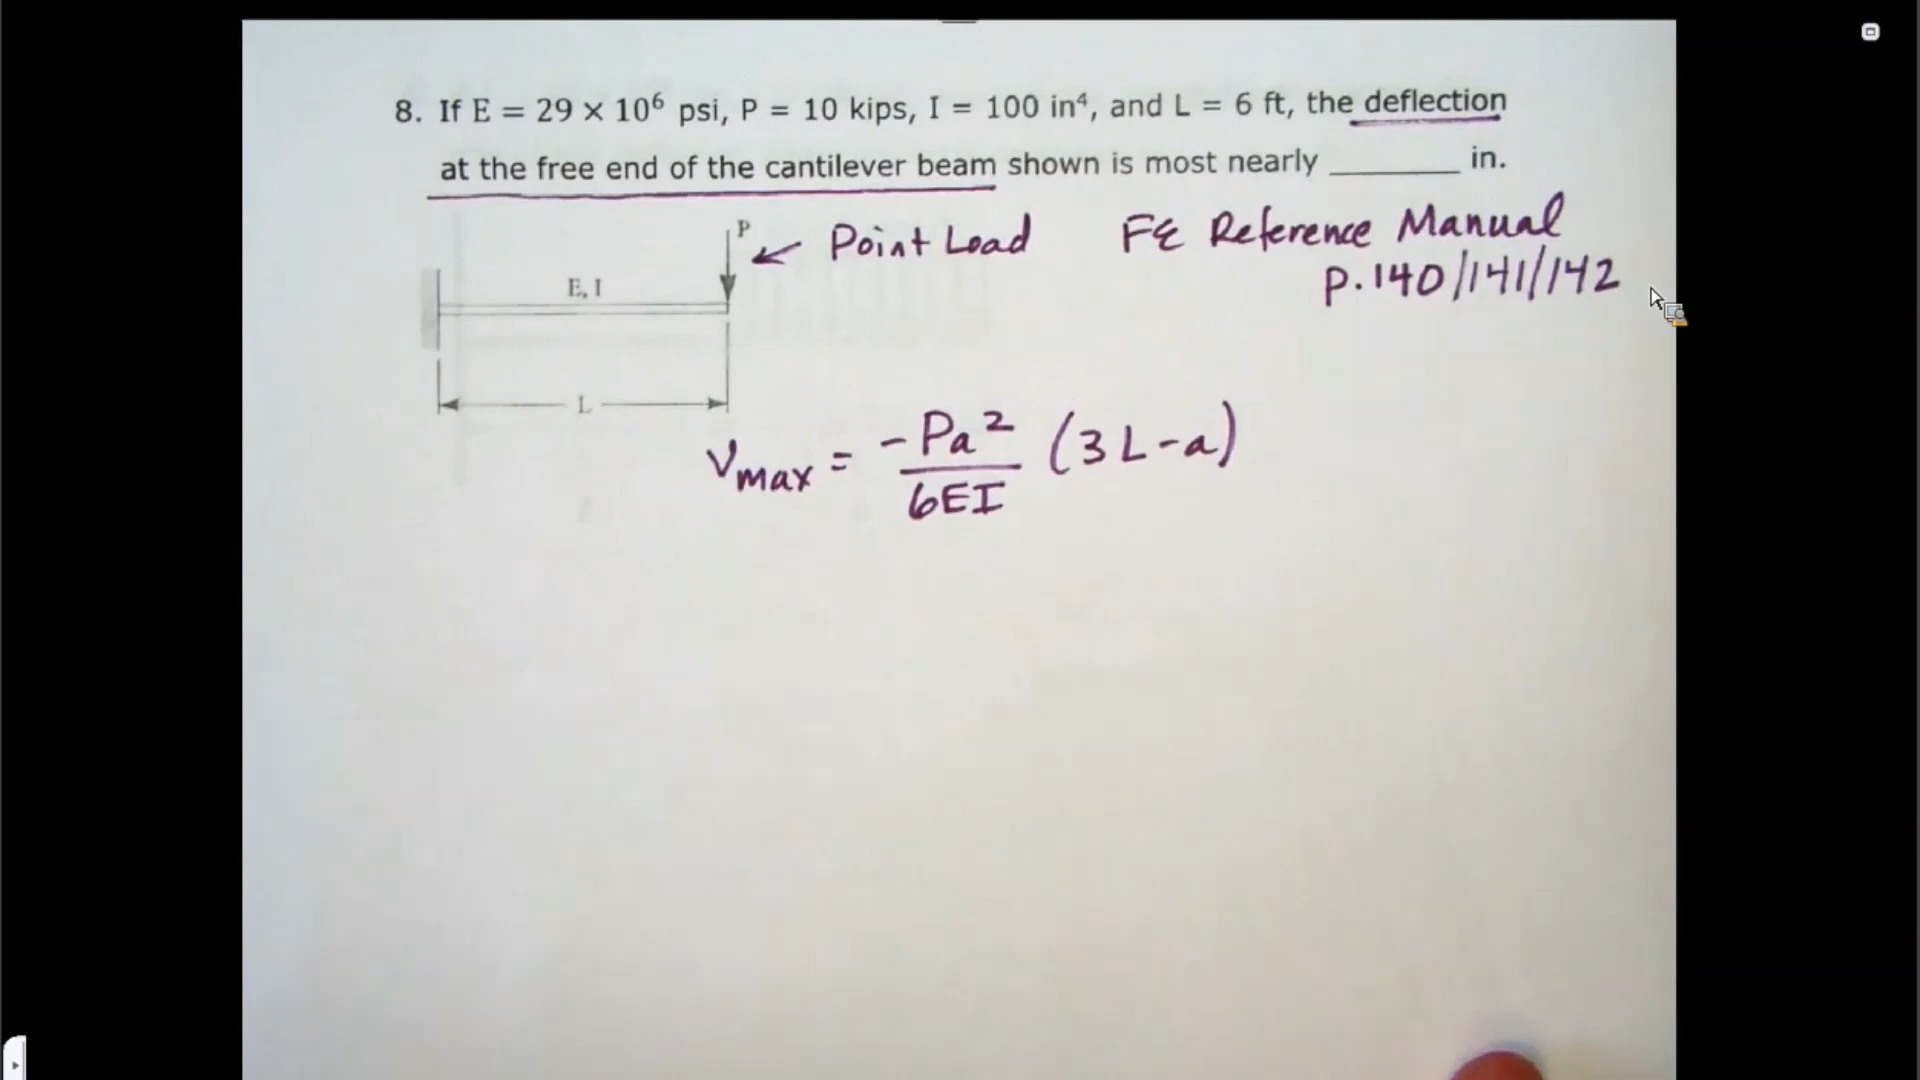 8. If E = 29 × 10⁶ psi, P = 10 kips, I = 100 in⁴, and L = 6 ft, the deflection
at the free end of the cantilever beam shown is most nearly ________ in.
P
Point Load
FE Reference Manual
p.140/141/142
E, I
L
Vmax = -Pa²/6EI (3L-a)